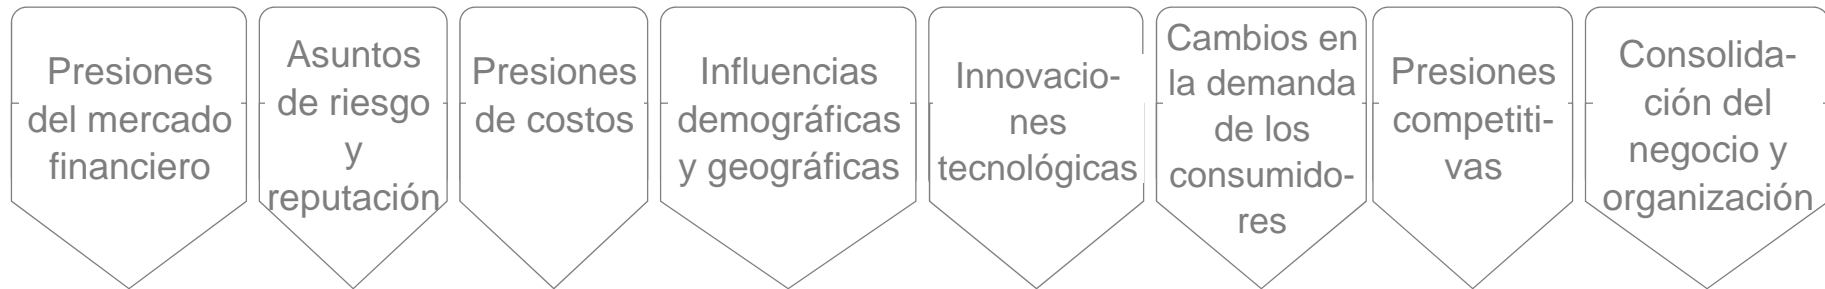 Presiones
del mercado
financiero
Asuntos
de riesgo
y
reputación
Presiones
de costos
Influencias
demográficas
y geográficas
Innovacio-
nes
tecnológicas
Cambios en
la demanda
de los
consumido-
res
Presiones
competiti-
vas
Consolida-
ción del
negocio y
organización